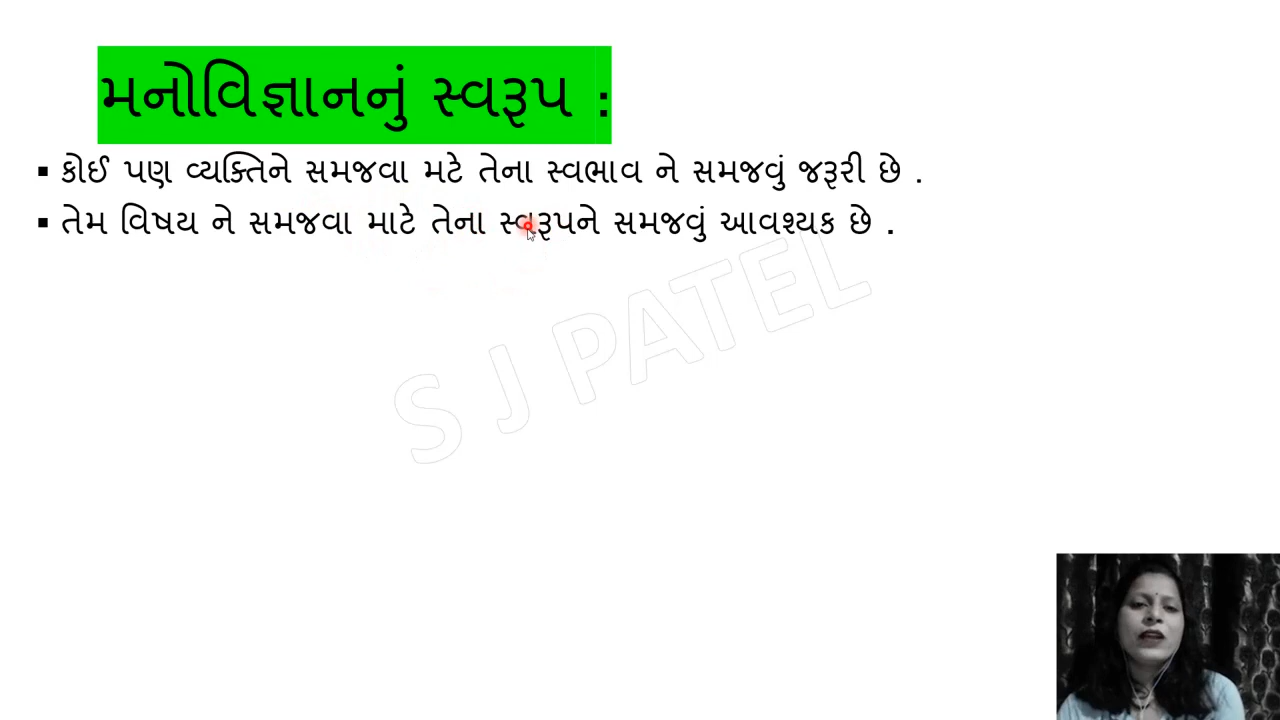 મનોવિજ્ઞાનનું સ્વરૂપ :
▪ કોઈ પણ વ્યક્તિને સમજવા મટે તેના સ્વભાવ ને સમજવું જરૂરી છે .
▪ તેમ વિષય ને સમજવા માટે તેના સ્વરૂપને સમજવું આવશ્યક છે .
S J PATEL